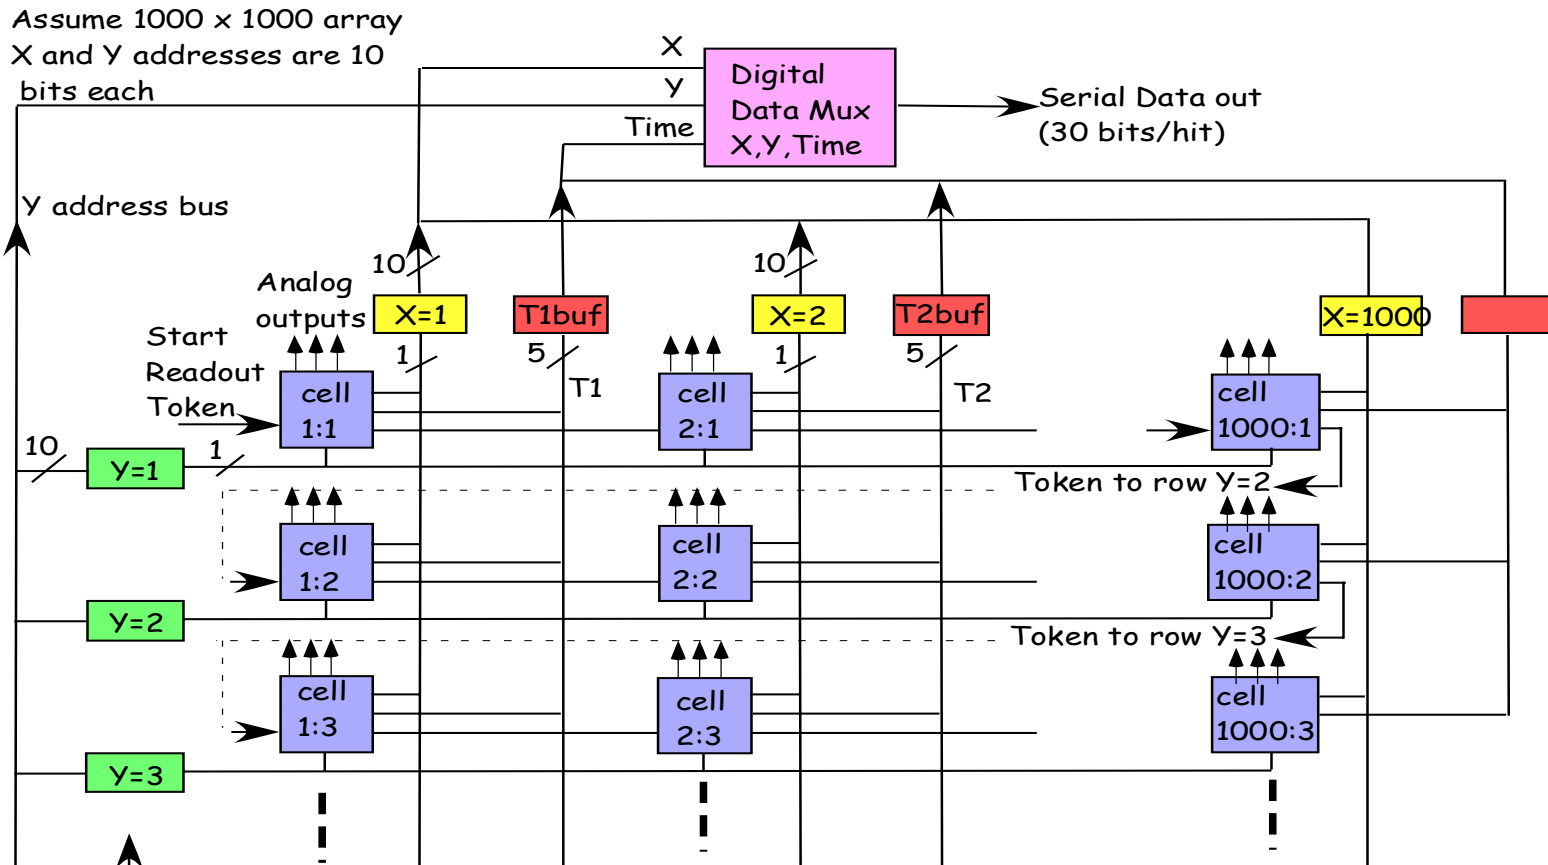 Assume 1000 x 1000 array
X and Y addresses are 10
bits each
X
Y
Time
Digital
Data Mux
X,Y,Time
Serial Data out
(30 bits/hit)
Y address bus
10
10
Analog
outputs
X=1
T1buf
X=2
T2buf
X=1000
Start
Readout
Token
1
5
T1
1
5
T2
cell
1:1
cell
2:1
cell
1000:1
10
Y=1
1
Token to row Y=2
cell
1:2
cell
2:2
cell
1000:2
Y=2
Token to row Y=3
cell
1:3
cell
2:3
cell
1000:3
Y=3